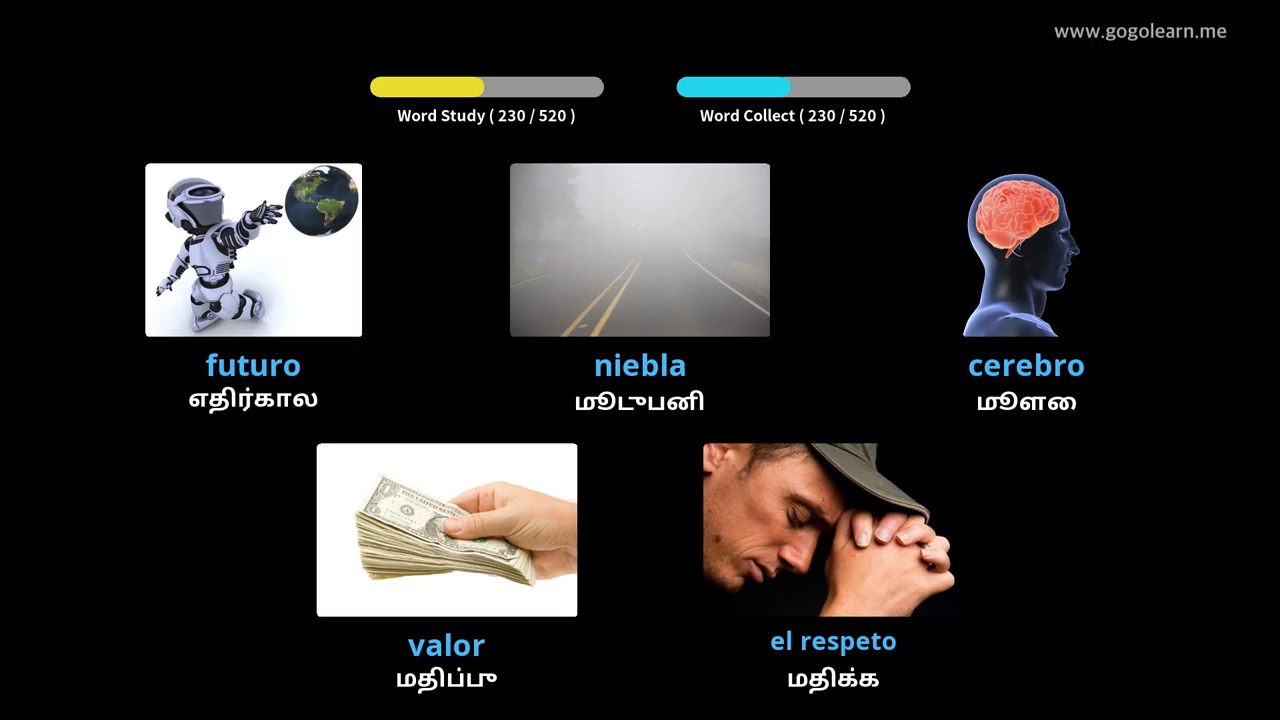 www.gogolearn.me
Word Study ( 230 / 520 )
Word Collect ( 230 / 520 )
futuro
எதிர்கால
niebla
மூடுபனி
cerebro
மூளை
valor
மதிப்பு
el respeto
மதிக்க